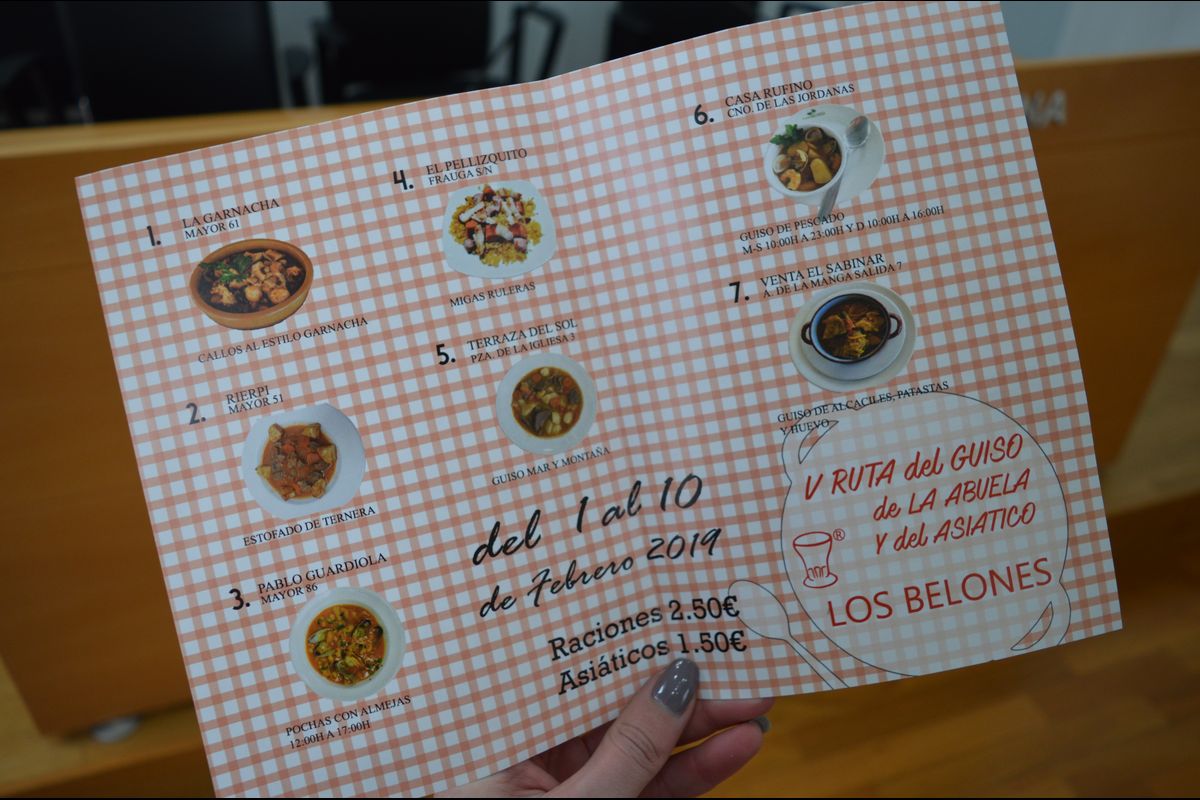 1.
LA GARNACHA
MAYOR 61
CALLOS AL ESTILO GARNACHA
2.
RIERPI
MAYOR 51
ESTOFADO DE TERNERA
3.
PABLO GUARDIOLA
MAYOR 86
POCHAS CON ALMEJAS
12:00H A 17:00H
4.
EL PELLIZQUITO
FRAUGA S/N
MIGAS RULERAS
5.
TERRAZA DEL SOL
PZA. DE LA IGLIESA 3
GUISO MAR Y MONTAÑA
del 1 al 10
de Febrero 2019
Raciones 2.50€
Asiáticos 1.50€
6.
CASA RUFINO
CNO. DE LAS JORDANAS
GUISO DE PESCADO
M-S 10:00H A 23:00H Y D 10:00H A 16:00H
7.
VENTA EL SABINAR
A. DE LA MANGA SALIDA 7
GUISO DE ALCACILES, PATASTAS
Y HUEVO
V RUTA del GUISO
de LA ABUELA
Y del ASIATICO
®
LOS BELONES